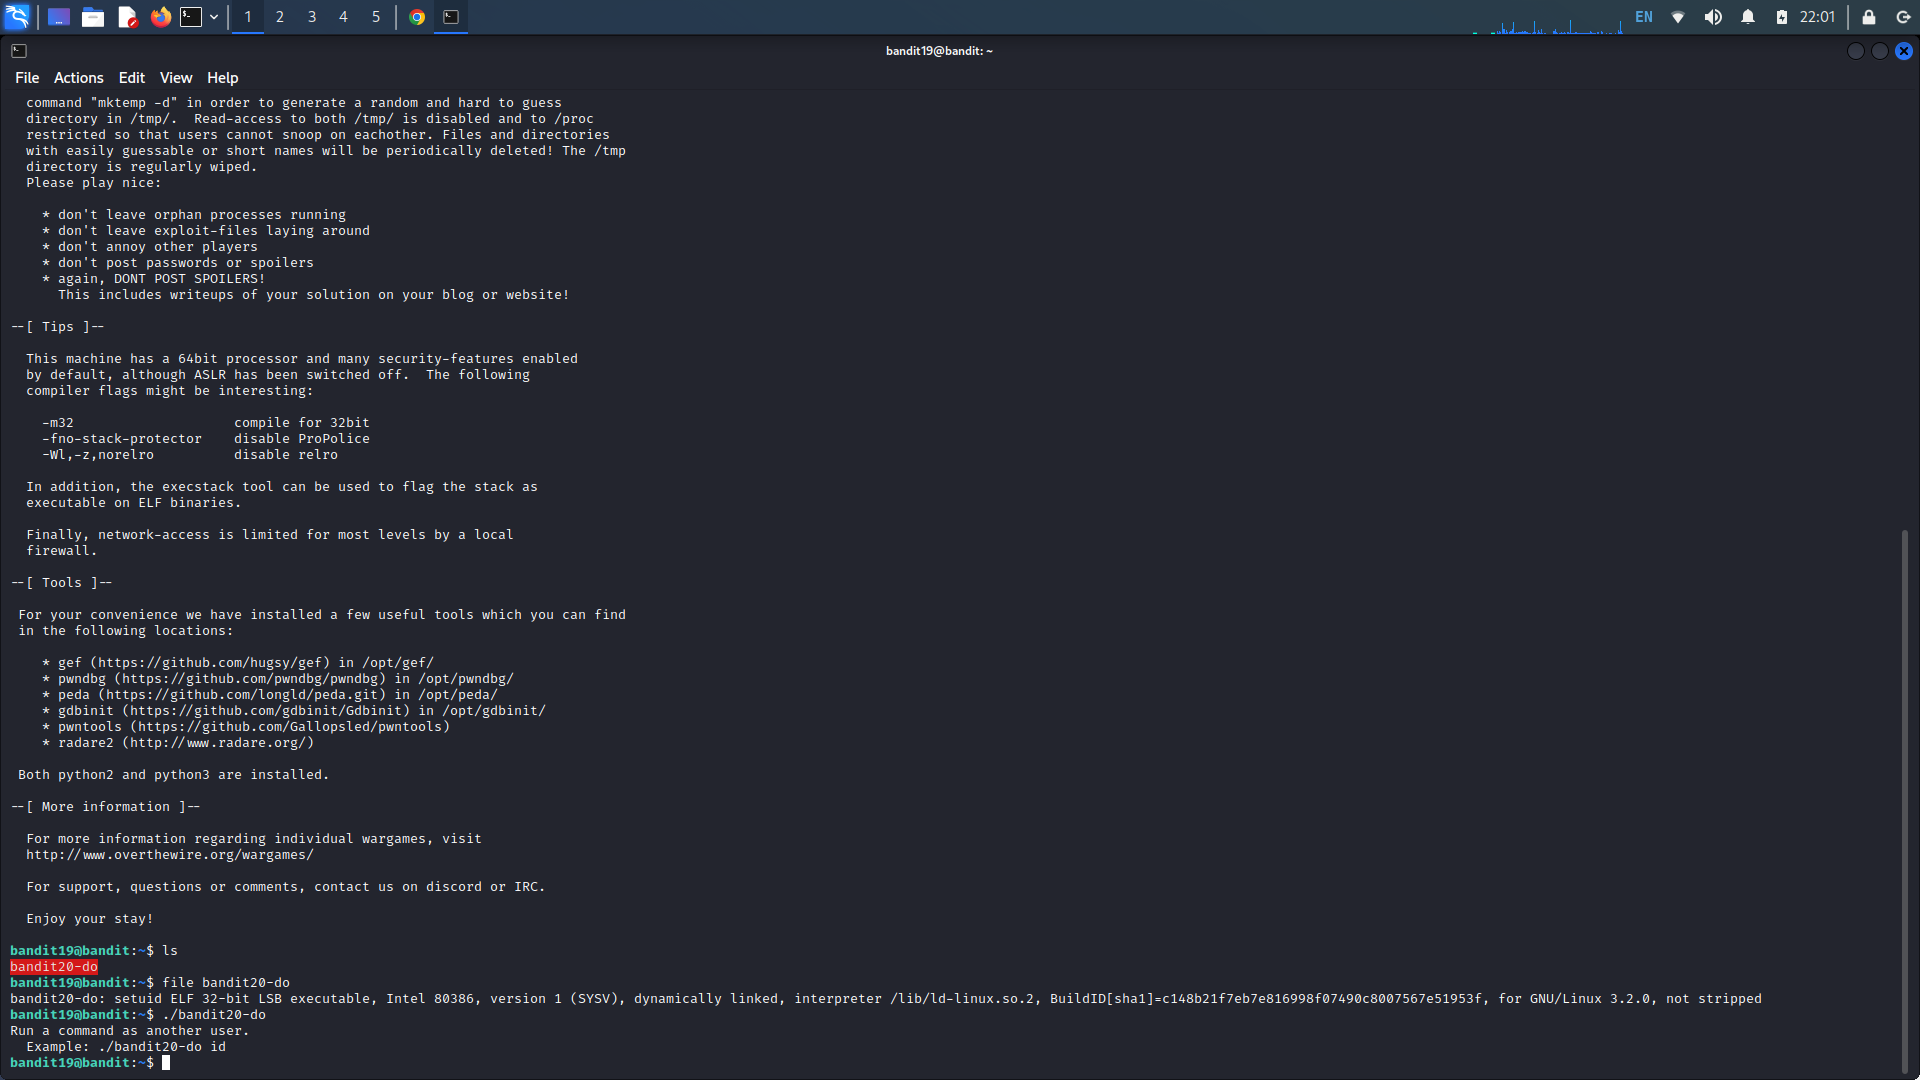 1 2 3 4 5 EN 22:01
bandit19@bandit: ~
File Actions Edit View Help
command "mktemp -d" in order to generate a random and hard to guess
directory in /tmp/.  Read-access to both /tmp/ is disabled and to /proc
restricted so that users cannot snoop on eachother. Files and directories
with easily guessable or short names will be periodically deleted! The /tmp
directory is regularly wiped.
Please play nice:
* don't leave orphan processes running
* don't leave exploit-files laying around
* don't annoy other players
* don't post passwords or spoilers
* again, DONT POST SPOILERS!
This includes writeups of your solution on your blog or website!
--[ Tips ]--
This machine has a 64bit processor and many security-features enabled
by default, although ASLR has been switched off.  The following
compiler flags might be interesting:
-m32                    compile for 32bit
-fno-stack-protector    disable ProPolice
-Wl,-z,norelro          disable relro
In addition, the execstack tool can be used to flag the stack as
executable on ELF binaries.
Finally, network-access is limited for most levels by a local
firewall.
--[ Tools ]--
For your convenience we have installed a few useful tools which you can find
in the following locations:
* gef (https://github.com/hugsy/gef) in /opt/gef/
* pwndbg (https://github.com/pwndbg/pwndbg) in /opt/pwndbg/
* peda (https://github.com/longld/peda.git) in /opt/peda/
* gdbinit (https://github.com/gdbinit/Gdbinit) in /opt/gdbinit/
* pwntools (https://github.com/Gallopsled/pwntools)
* radare2 (http://www.radare.org/)
Both python2 and python3 are installed.
--[ More information ]--
For more information regarding individual wargames, visit
http://www.overthewire.org/wargames/
For support, questions or comments, contact us on discord or IRC.
Enjoy your stay!
bandit19@bandit:~$ ls
bandit20-do
bandit19@bandit:~$ file bandit20-do
bandit20-do: setuid ELF 32-bit LSB executable, Intel 80386, version 1 (SYSV), dynamically linked, interpreter /lib/ld-linux.so.2, BuildID[sha1]=c148b21f7eb7e816998f07490c8007567e51953f, for GNU/Linux 3.2.0, not stripped
bandit19@bandit:~$ ./bandit20-do
Run a command as another user.
Example: ./bandit20-do id
bandit19@bandit:~$